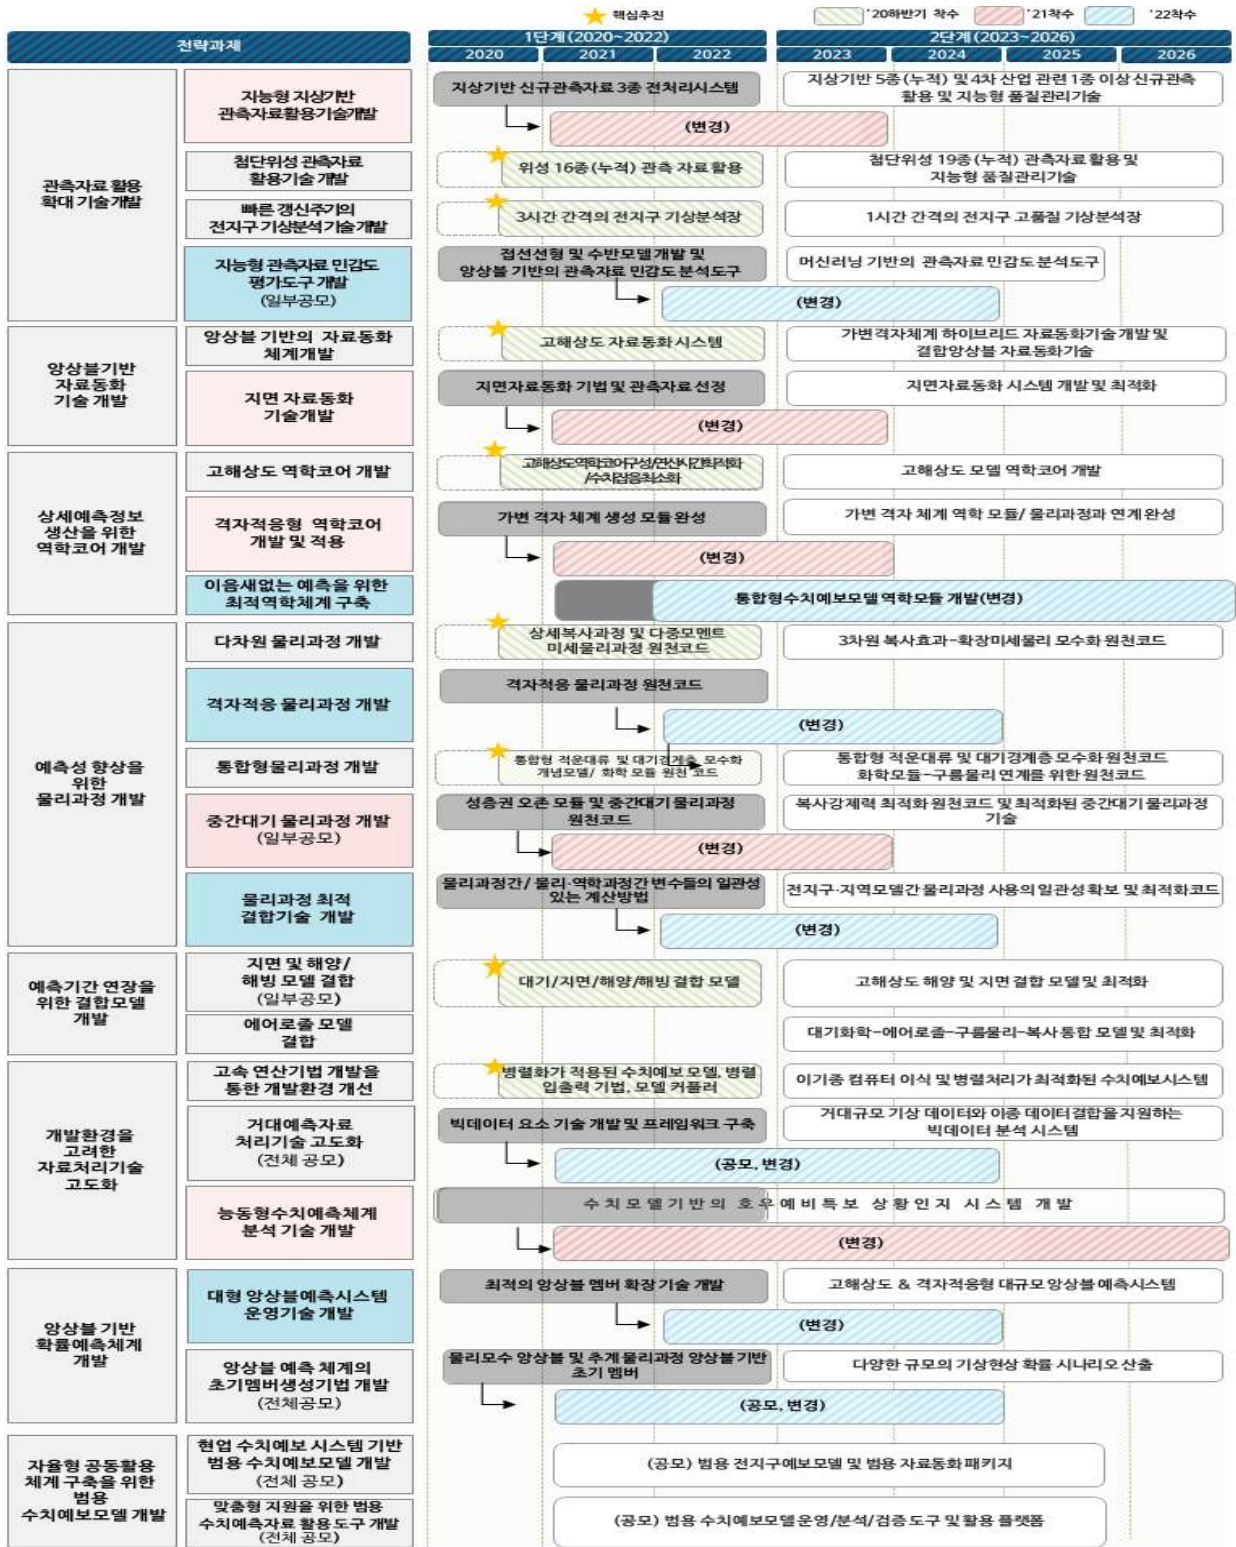 핵심추진
'20하반기 착수
'21착수
'22착수
전략과제
1단계(2020~2022)
2단계(2023~2026)
2020
2021
2022
2023
2024
2025
2026
관측자료 활용
확대 기술개발
지능형 지상기반
관측자료활용기술개발
지상기반 신규관측자료 3종 전처리시스템
지상기반 5종(누적) 및 4차 산업 관련 1종 이상 신규관측
활용 및 지능형 품질관리기술
(변경)
첨단위성 관측자료
활용기술 개발
위성 16종(누적) 관측 자료 활용
첨단위성 19종(누적) 관측자료 활용 및
지능형 품질관리기술
빠른 갱신주기의
전지구 기상분석기술개발
3시간 간격의 전지구 기상분석장
1시간 간격의 전지구 고품질 기상분석장
지능형 관측자료 민감도
평가도구 개발
(일부공모)
접선선형 및 수반모델 개발 및
앙상블 기반의 관측자료 민감도 분석도구
머신러닝 기반의 관측자료 민감도 분석도구
(변경)
앙상블기반
자료동화
기술 개발
앙상블 기반의 자료동화
체계개발
고해상도 자료동화 시스템
가변격자체계 하이브리드 자료동화기술 개발 및
결합앙상블 자료동화기술
지면 자료동화
기술개발
지면자료동화 기법 및 관측자료 선정
지면자료동화 시스템 개발 및 최적화
(변경)
상세예측정보
생산을 위한
역학코어 개발
고해상도 역학코어 개발
고해상도역학코어구성/연산시간최적화
/수치잡음최소화
고해상도 모델 역학코어 개발
격자적응형 역학코어
개발 및 적용
가변 격자 체계 생성 모듈 완성
가변 격자 체계 역학 모듈/ 물리과정과 연계 완성
(변경)
이음새없는 예측을 위한
최적역학체계 구축
통합형수치예보모델 역학모듈 개발(변경)
예측성 향상을
위한
물리과정 개발
다차원 물리과정 개발
상세복사과정 및 다중모멘트
미세물리과정 원천코드
3차원 복사효과-확장미세물리 모수화 원천코드
격자적응 물리과정 개발
격자적응 물리과정 원천코드
(변경)
통합형물리과정 개발
통합형 적운대류 및 대기경계층 모수화
개념모델/ 화학 모듈 원천 코드
통합형 적운대류 및 대기경계층 모수화 원천코드
화학모듈-구름물리 연계를 위한 원천코드
중간대기 물리과정 개발
(일부공모)
성층권 오존 모듈 및 중간대기 물리과정
원천코드
복사강제력 최적화 원천코드 및 최적화된 중간대기 물리과정
기술
(변경)
물리과정 최적
결합기술 개발
물리과정간/ 물리·역학과정간 변수들의 일관성
있는 계산방법
전지구·지역모델간 물리과정 사용의 일관성 확보 및 최적화코드
(변경)
예측기간 연장을
위한 결합모델
개발
지면 및 해양/
해빙 모델 결합
(일부공모)
대기/지면/해양/해빙 결합 모델
고해상도 해양 및 지면 결합 모델 및 최적화
에어로졸 모델
결합
대기화학-에어로졸-구름물리-복사 통합 모델 및 최적화
개발환경을
고려한
자료처리기술
고도화
고속 연산기법 개발을
통한 개발환경 개선
병렬화가 적용된 수치예보 모델, 병렬
입출력 기법, 모델 커플러
이기종 컴퓨터 이식 및 병렬처리가 최적화된 수치예보시스템
거대예측자료
처리기술 고도화
(전체 공모)
빅데이터 요소 기술 개발 및 프레임워크 구축
거대규모 기상 데이터와 이종 데이터결합을 지원하는
빅데이터 분석 시스템
(공모, 변경)
능동형수치예측체계
분석 기술 개발
수치모델기반의 호우예비특보 상황인지 시스템 개발
(변경)
앙상블 기반
확률예측체계
개발
대형 앙상블예측시스템
운영기술 개발
최적의 앙상블 멤버 확장 기술 개발
고해상도 & 격자적응형 대규모 앙상블 예측시스템
(변경)
앙상블 예측 체계의
초기멤버생성기법 개발
(전체공모)
물리모수 앙상블 및 추계 물리과정 앙상블 기반
초기 멤버
다양한 규모의 기상현상 확률 시나리오 산출
(공모, 변경)
자율형 공동활용
체계 구축을 위한
범용
수치예보모델 개발
현업 수치예보 시스템 기반
범용 수치예보모델 개발
(전체 공모)
(공모) 범용 전지구예보모델 및 범용 자료동화 패키지
맞춤형 지원을 위한 범용
수치예측자료 활용 도구 개발
(전체 공모)
(공모) 범용 수치예보모델 운영/분석/검증 도구 및 활용 플랫폼